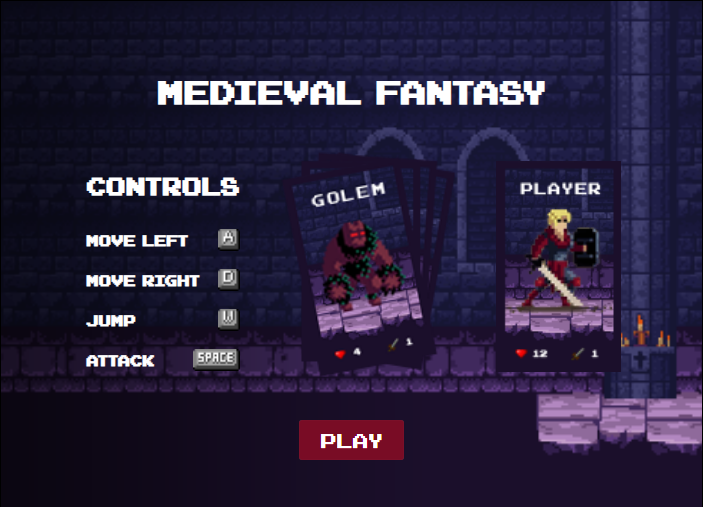 MEDIEVAL FANTASY
CONTROLS
MOVE LEFT A
MOVE RIGHT D
JUMP W
ATTACK SPACE
GOLEM
4 1
PLAYER
12 1
PLAY